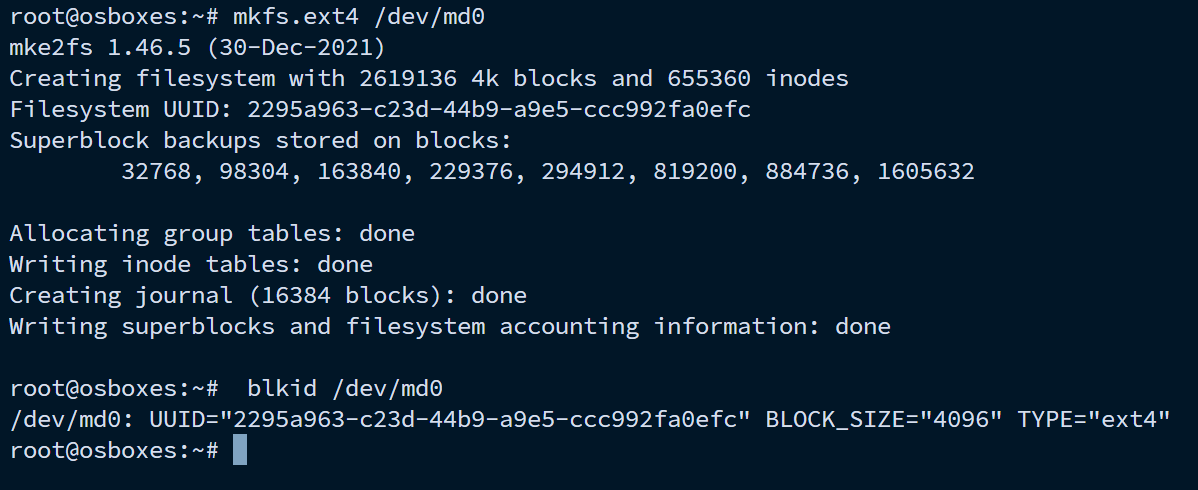 root@osboxes:~# mkfs.ext4 /dev/md0
mke2fs 1.46.5 (30-Dec-2021)
Creating filesystem with 2619136 4k blocks and 655360 inodes
Filesystem UUID: 2295a963-c23d-44b9-a9e5-ccc992fa0efc
Superblock backups stored on blocks:
        32768, 98304, 163840, 229376, 294912, 819200, 884736, 1605632

Allocating group tables: done
Writing inode tables: done
Creating journal (16384 blocks): done
Writing superblocks and filesystem accounting information: done

root@osboxes:~#  blkid /dev/md0
/dev/md0: UUID="2295a963-c23d-44b9-a9e5-ccc992fa0efc" BLOCK_SIZE="4096" TYPE="ext4"
root@osboxes:~#